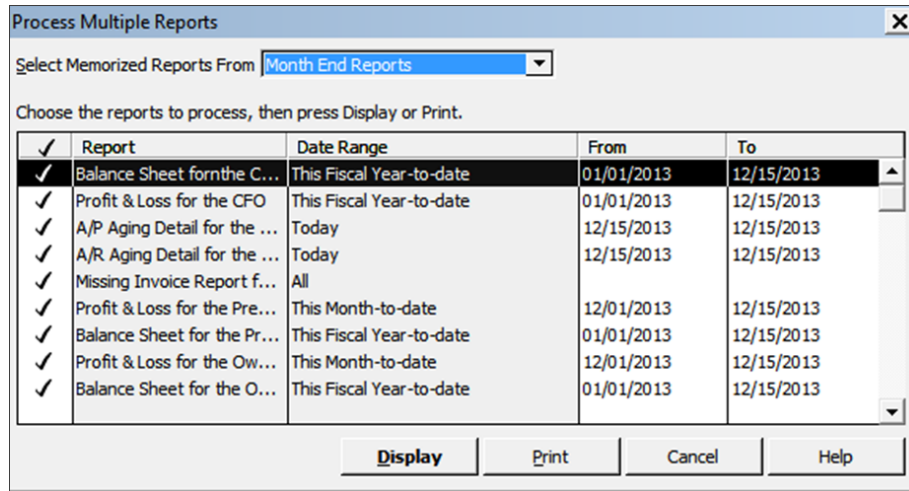 Process Multiple Reports
Select Memorized Reports From Month End Reports
Choose the reports to process, then press Display or Print.
✓ Report Date Range From To
✓ Balance Sheet fornthe C... This Fiscal Year-to-date 01/01/2013 12/15/2013
✓ Profit & Loss for the CFO This Fiscal Year-to-date 01/01/2013 12/15/2013
✓ A/P Aging Detail for the ... Today 12/15/2013 12/15/2013
✓ A/R Aging Detail for the ... Today 12/15/2013 12/15/2013
✓ Missing Invoice Report f... All
✓ Profit & Loss for the Pre... This Month-to-date 12/01/2013 12/15/2013
✓ Balance Sheet for the Pr... This Fiscal Year-to-date 01/01/2013 12/15/2013
✓ Profit & Loss for the Ow... This Month-to-date 12/01/2013 12/15/2013
✓ Balance Sheet for the O... This Fiscal Year-to-date 01/01/2013 12/15/2013
Display Print Cancel Help